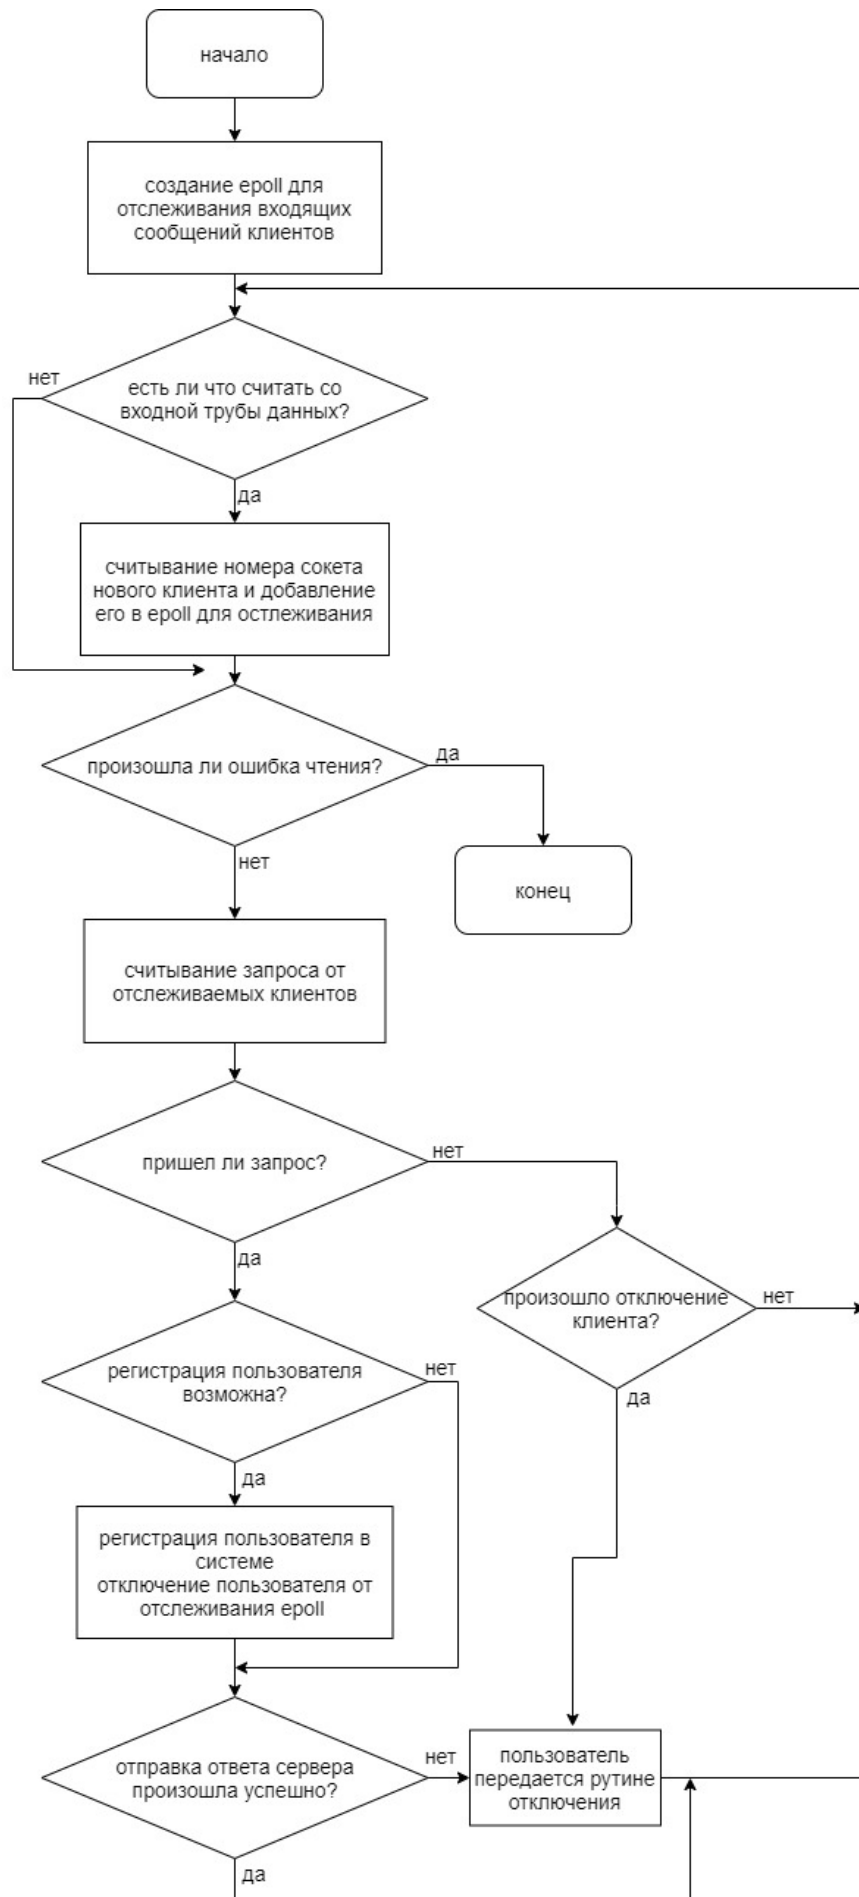 начало
создание epoll для
отслеживания входящих
сообщений клиентов
нет
есть ли что считать со
входной трубы данных?
да
считывание номера сокета
нового клиента и добавление
его в epoll для остлеживания
произошла ли ошибка чтения?
да
нет
конец
считывание запроса от
отслеживаемых клиентов
пришел ли запрос?
нет
да
произошло отключение
клиента?
нет
да
регистрация пользователя
возможна?
нет
да
регистрация пользователя в
системе
отключение пользователя от
отслеживания epoll
отправка ответа сервера
произошла успешно?
нет
да
пользователь
передается рутине
отключения